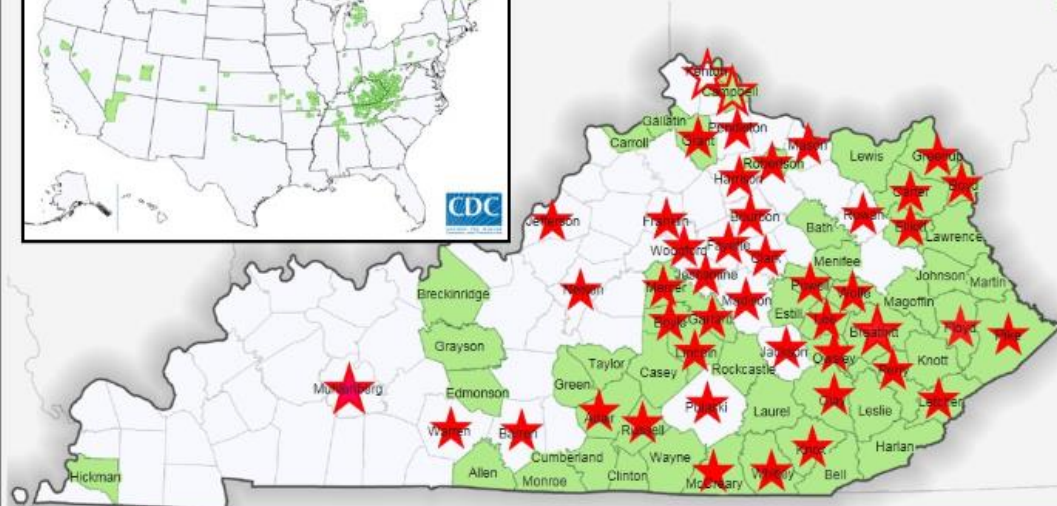 CDC
Kenton
Campbell
Gallatin
Pendleton
Carroll
Grant
Mason
Robertson
Lewis
Greenup
Harrison
Carter
Boyd
Jefferson
Franklin
Bourbon
Rowan
Bath
Elliott
Lawrence
Woodford
Fayette
Clark
Menifee
Jessamine
Johnson
Martin
Breckinridge
Nelson
Mercer
Madison
Powell
Wolfe
Magoffin
Estill
Boyle
Garrard
Lee
Breathitt
Floyd
Pike
Grayson
Lincoln
Jackson
Owsley
Knott
Taylor
Casey
Rockcastle
Perry
Muhlenburg
Edmonson
Green
Adair
Pulaski
Laurel
Clay
Leslie
Letcher
Warren
Barren
Russell
Cumberland
Wayne
Knox
Harlan
Hickman
Allen
Monroe
Clinton
McCreary
Whitley
Bell